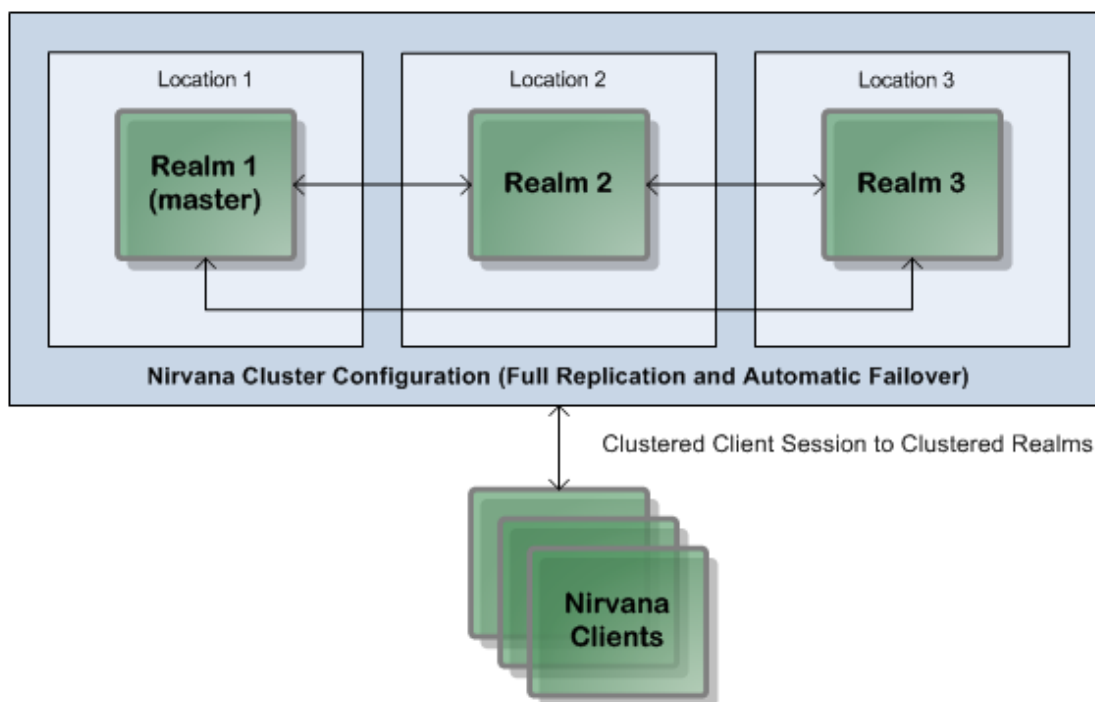 Location 1
Location 2
Location 3
Realm 1
(master)
Realm 2
Realm 3
Nirvana Cluster Configuration (Full Replication and Automatic Failover)
Clustered Client Session to Clustered Realms
Nirvana
Clients